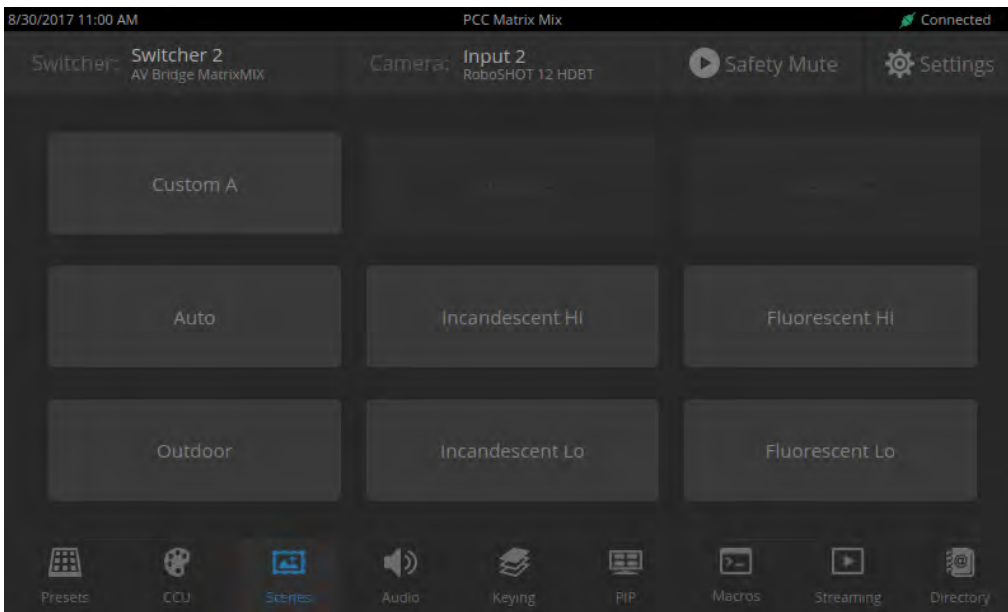 8/30/2017 11:00 AM PCC Matrix Mix Connected
Switcher: Switcher 2 Camera: Input 2 Safety Mute Settings
AV Bridge MatrixMIX RoboSHOT 12 HDBT
Custom A
Auto Incandescent Hi Fluorescent Hi
Outdoor Incandescent Lo Fluorescent Lo
Presets CCU Scenes Audio Keying PIP Macros Streaming Directory